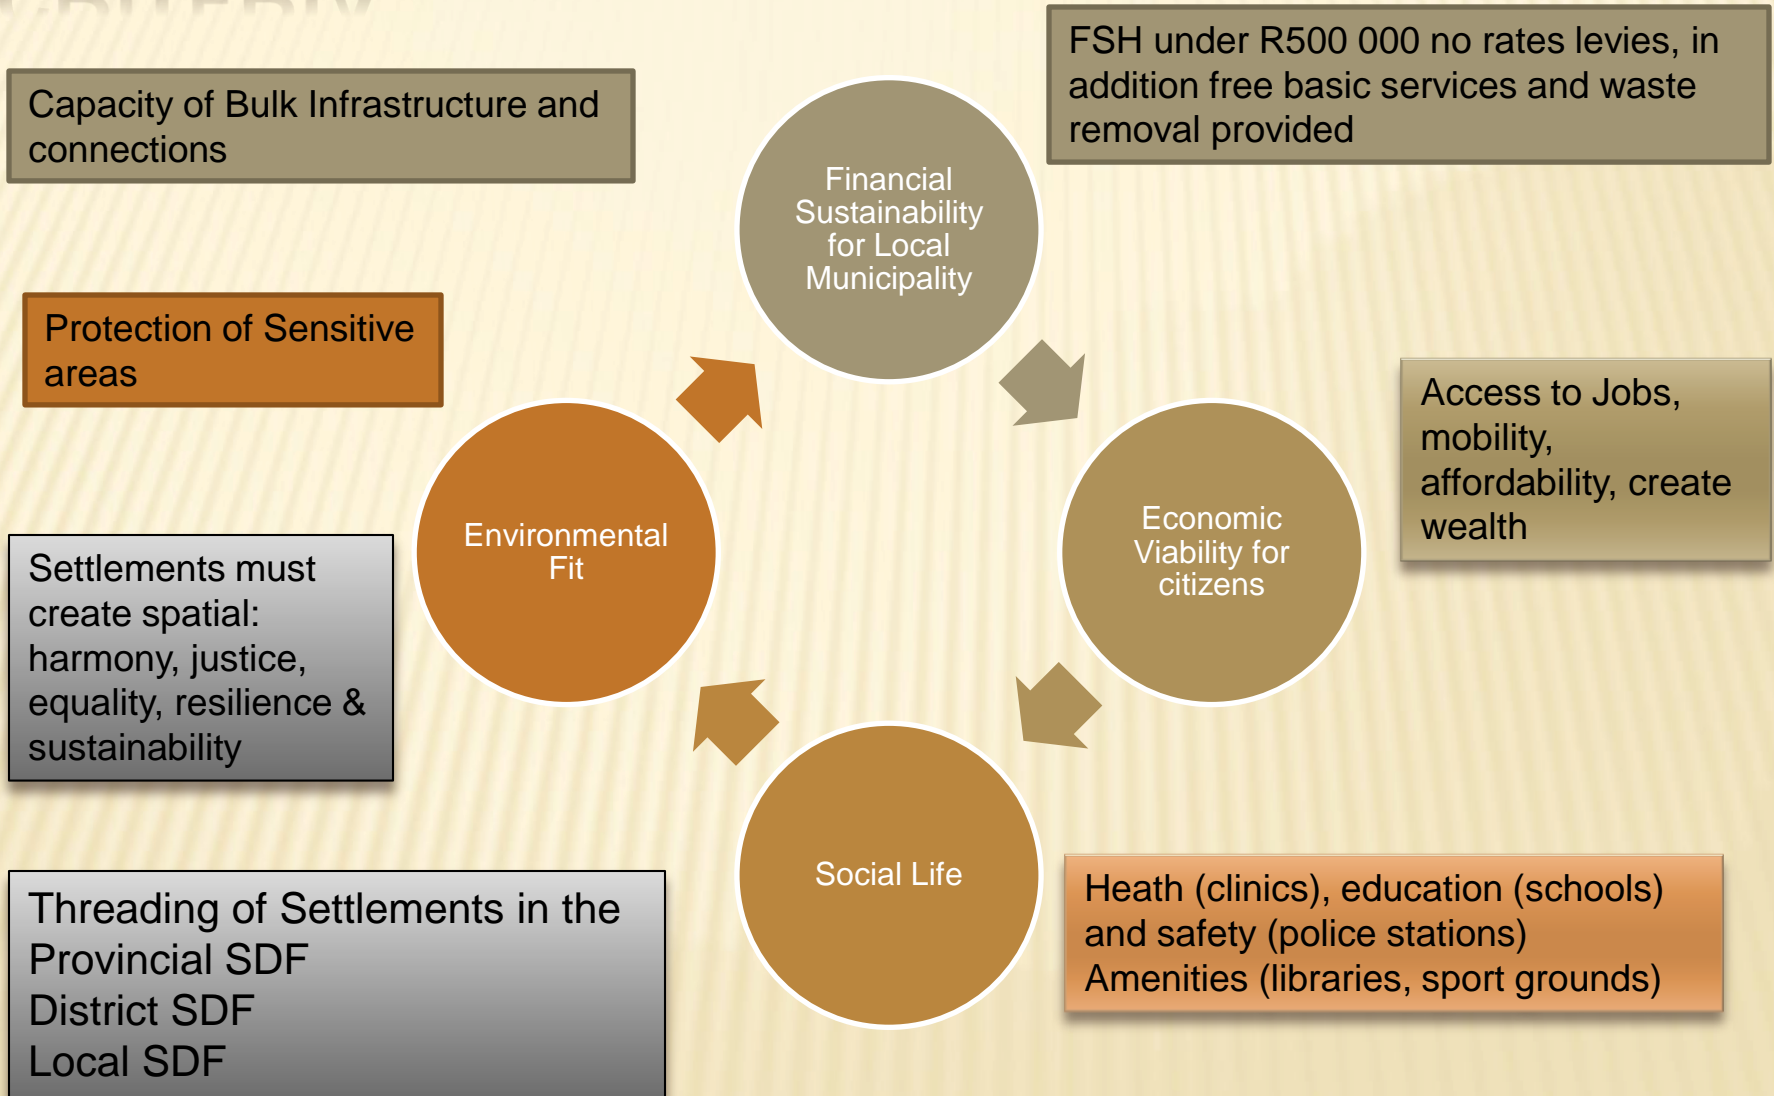 Capacity of Bulk Infrastructure and
connections
FSH under R500 000 no rates levies, in
addition free basic services and waste
removal provided
Financial
Sustainability
for Local
Municipality
Protection of Sensitive
areas
Access to Jobs,
mobility,
affordability, create
wealth
Environmental
Fit
Economic
Viability for
citizens
Settlements must
create spatial:
harmony, justice,
equality, resilience &
sustainability
Social Life
Threading of Settlements in the
Provincial SDF
District SDF
Local SDF
Heath (clinics), education (schools)
and safety (police stations)
Amenities (libraries, sport grounds)